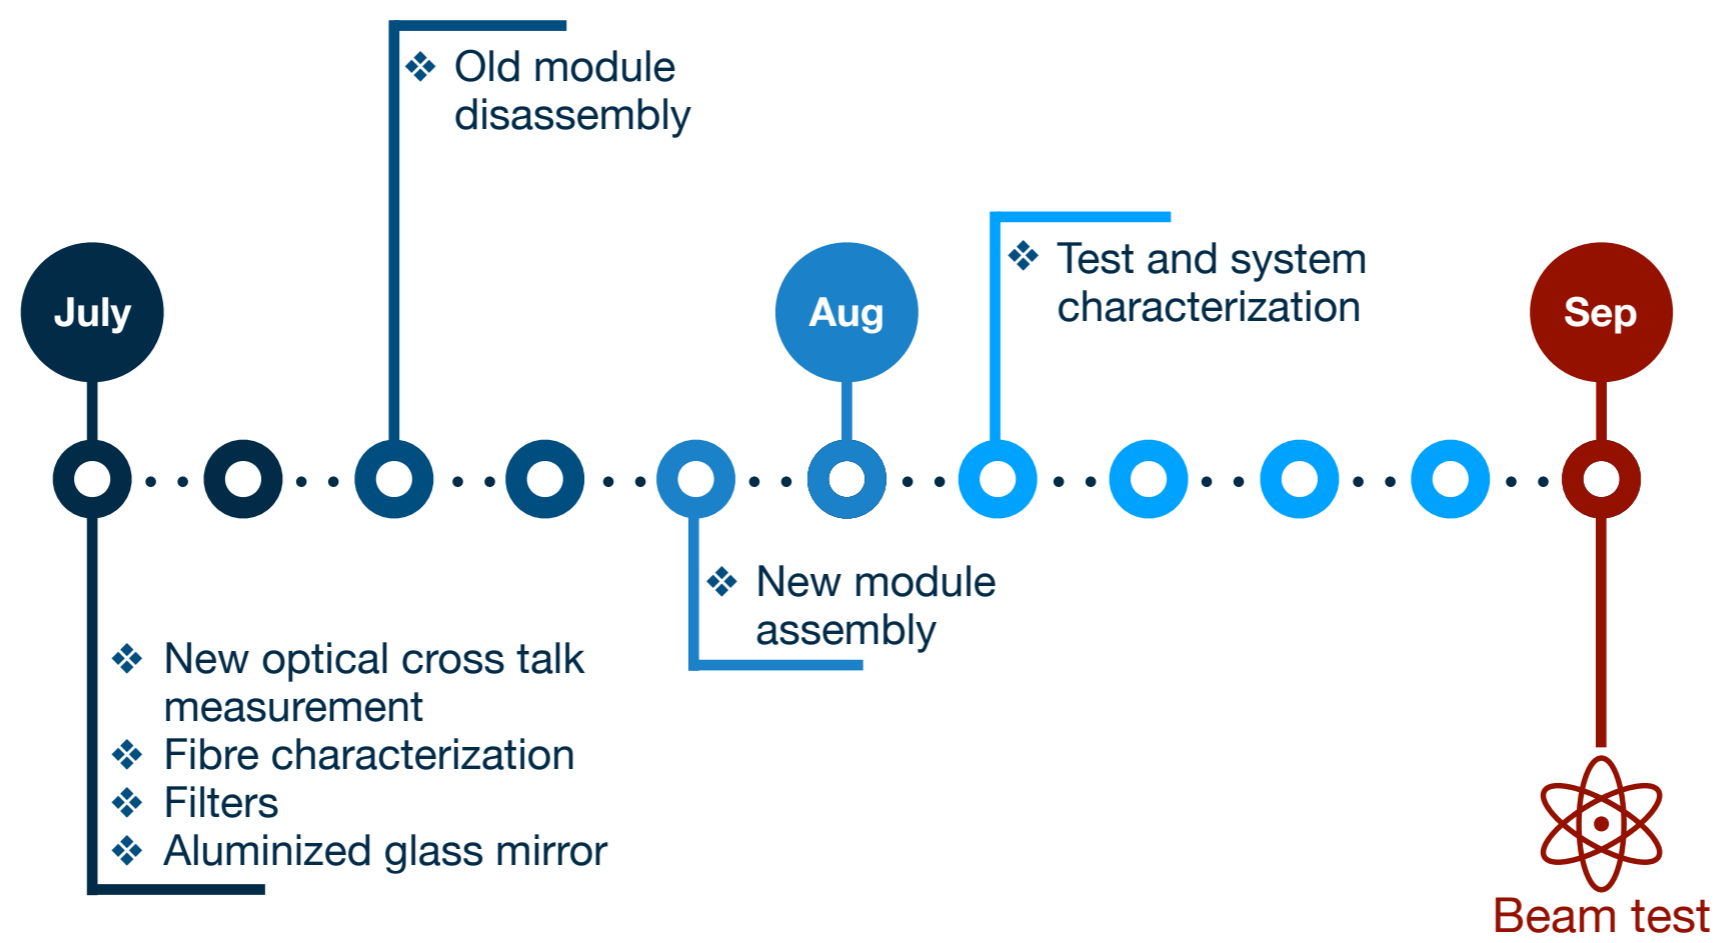 Old module
disassembly
July
Aug
Test and system
characterization
Sep
New module
assembly
New optical cross talk
measurement
Fibre characterization
Filters
Aluminized glass mirror
Beam test